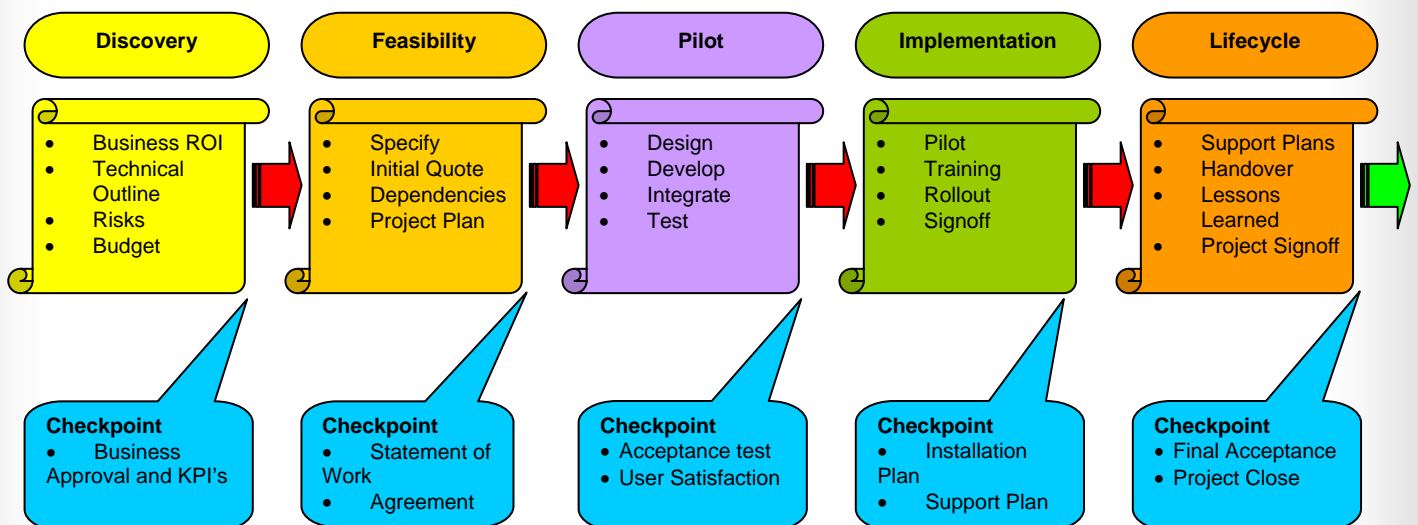 Discovery
Feasibility
Pilot
Implementation
Lifecycle
• Business ROI
• Technical
Outline
• Risks
• Budget
• Specify
• Initial Quote
• Dependencies
• Project Plan
• Design
• Develop
• Integrate
• Test
• Pilot
• Training
• Rollout
• Signoff
• Support Plans
• Handover
• Lessons
Learned
• Project Signoff
Checkpoint
• Business
Approval and KPI's
Checkpoint
• Statement of
Work
• Agreement
Checkpoint
• Acceptance test
• User Satisfaction
Checkpoint
• Installation
Plan
• Support Plan
Checkpoint
• Final Acceptance
• Project Close